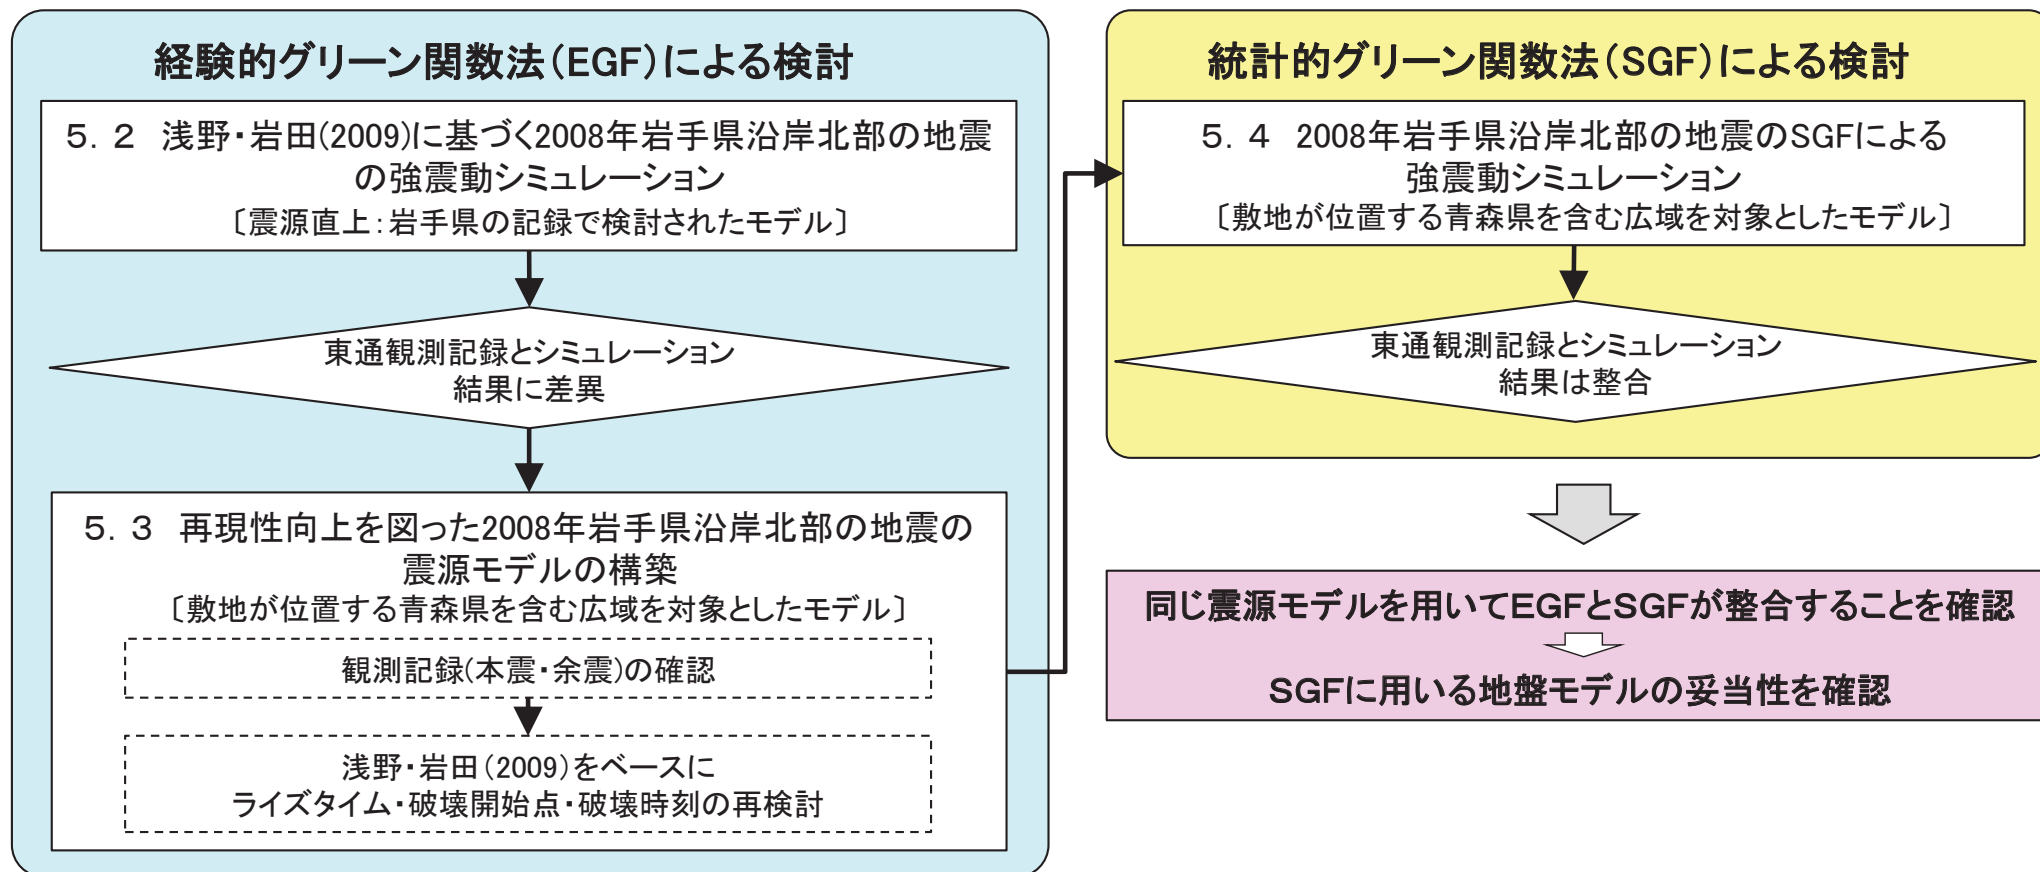 経験的グリーン関数法(EGF)による検討
5. 2 浅野・岩田(2009)に基づく2008年岩手県沿岸北部の地震
の強震動シミュレーション
〔震源直上:岩手県の記録で検討されたモデル〕
東通観測記録とシミュレーション
結果に差異
5. 3 再現性向上を図った2008年岩手県沿岸北部の地震の
震源モデルの構築
〔敷地が位置する青森県を含む広域を対象としたモデル〕
観測記録(本震・余震)の確認
浅野・岩田(2009)をベースに
ライズタイム・破壊開始点・破壊時刻の再検討
統計的グリーン関数法(SGF)による検討
5. 4 2008年岩手県沿岸北部の地震のSGFによる
強震動シミュレーション
〔敷地が位置する青森県を含む広域を対象としたモデル〕
東通観測記録とシミュレーション
結果は整合
同じ震源モデルを用いてEGFとSGFが整合することを確認
SGFに用いる地盤モデルの妥当性を確認